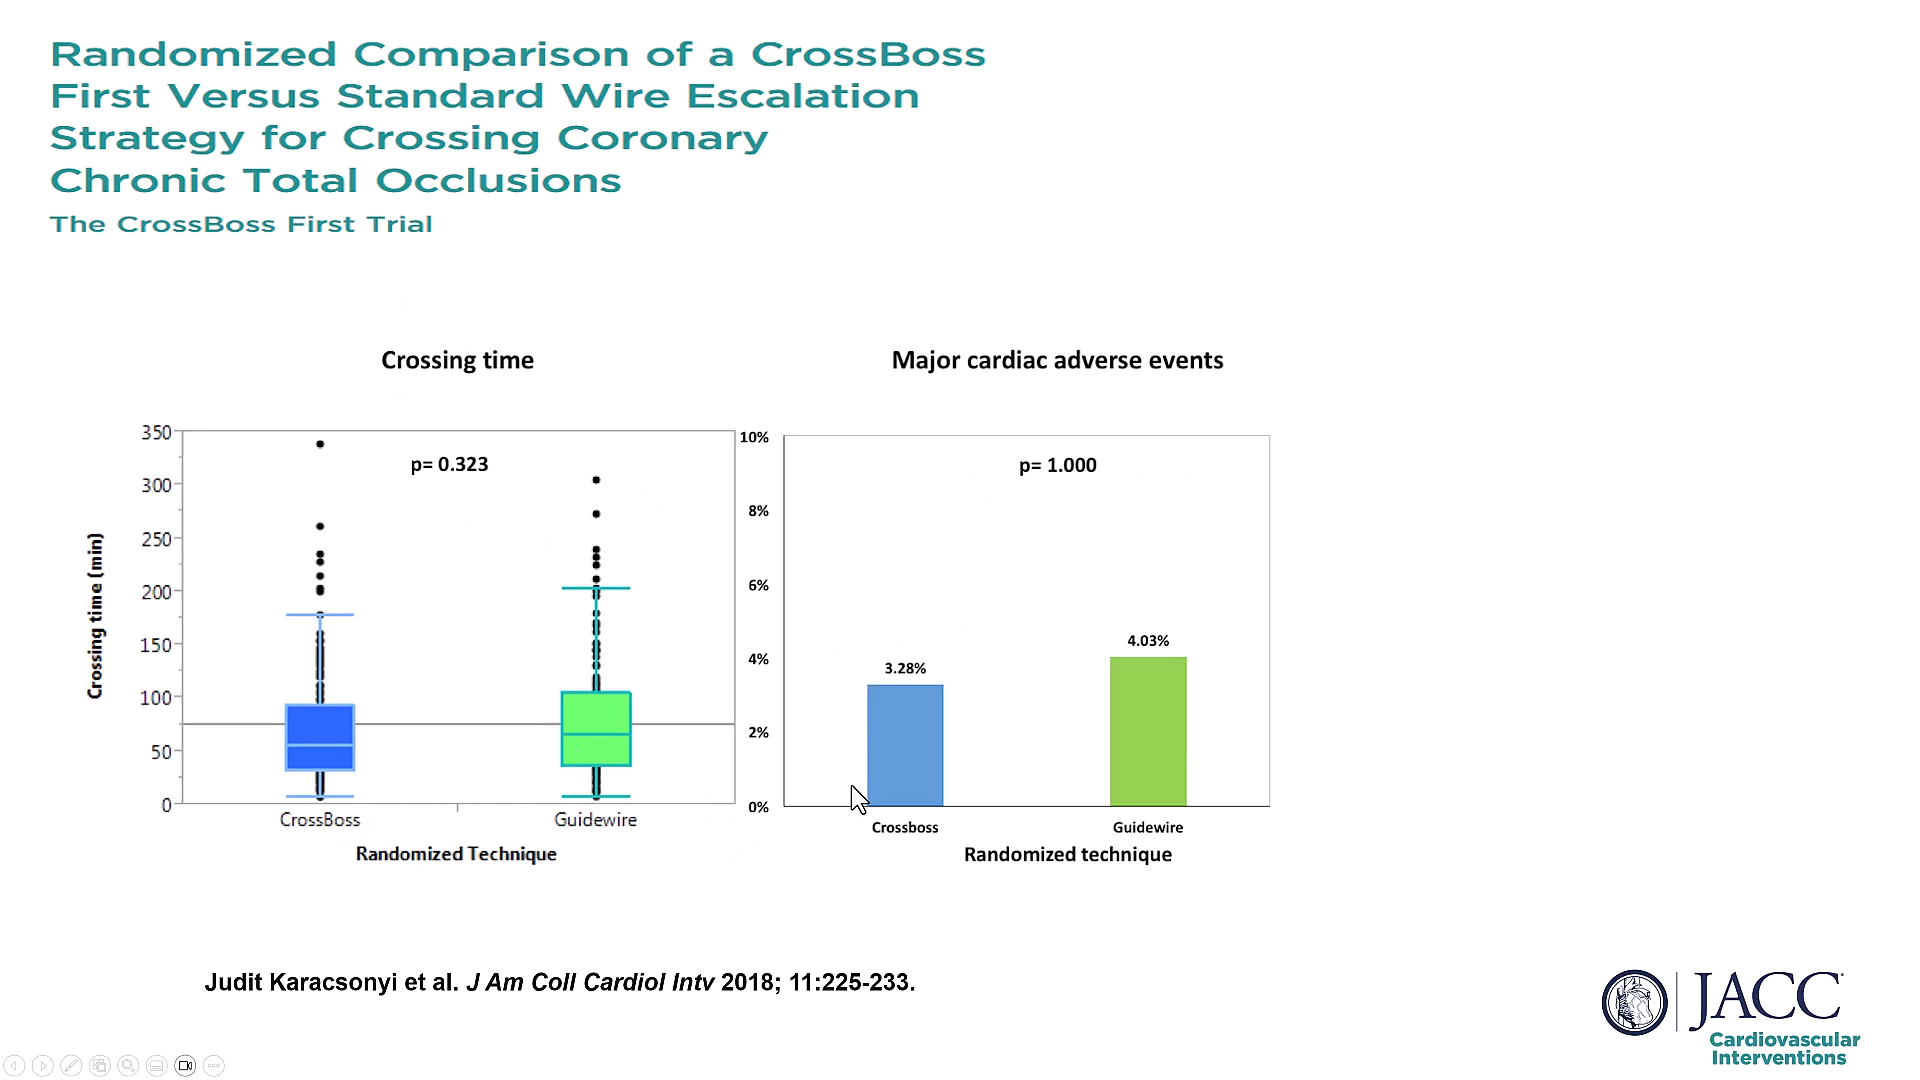 Randomized Comparison of a CrossBoss
First Versus Standard Wire Escalation
Strategy for Crossing Coronary
Chronic Total Occlusions
The CrossBoss First Trial
Crossing time
350
300
250
200
150
100
50
0
Crossing time (min)
p= 0.323
CrossBoss
Guidewire
Randomized Technique
Major cardiac adverse events
10%
8%
6%
4%
2%
0%
p= 1.000
3.28%
4.03%
Crossboss
Guidewire
Randomized technique
Judit Karacsonyi et al. J Am Coll Cardiol Intv 2018; 11:225-233.
JACC
Cardiovascular
Interventions